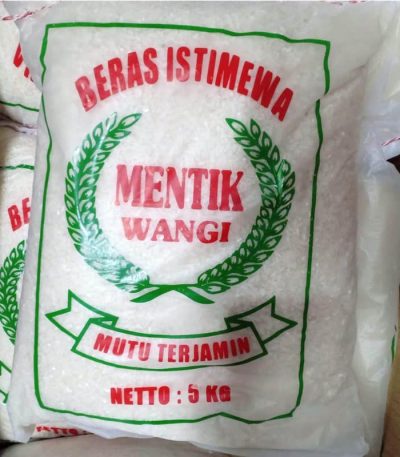 BERAS ISTIMEWA
MENTIK
WANGI
MUTU TERJAMIN
NETTO : 5 KG